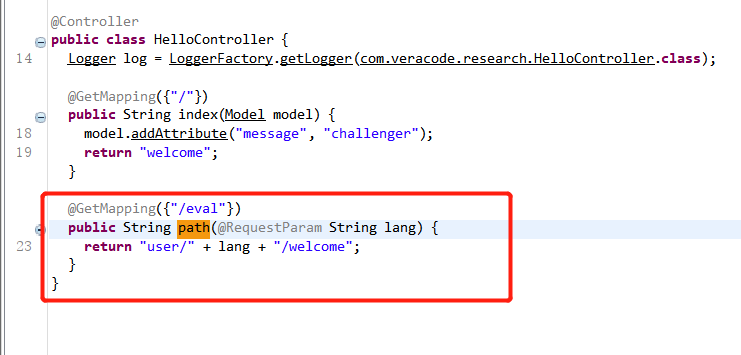 @Controller
public class HelloController {
14 Logger log = LoggerFactory.getLogger(com.veracode.research.HelloController.class);
@GetMapping({"/"})
public String index(Model model) {
18 model.addAttribute("message", "challenger");
19 return "welcome";
}
@GetMapping({"/eval"})
public String path(@RequestParam String lang) {
23 return "user/" + lang + "/welcome";
}
}